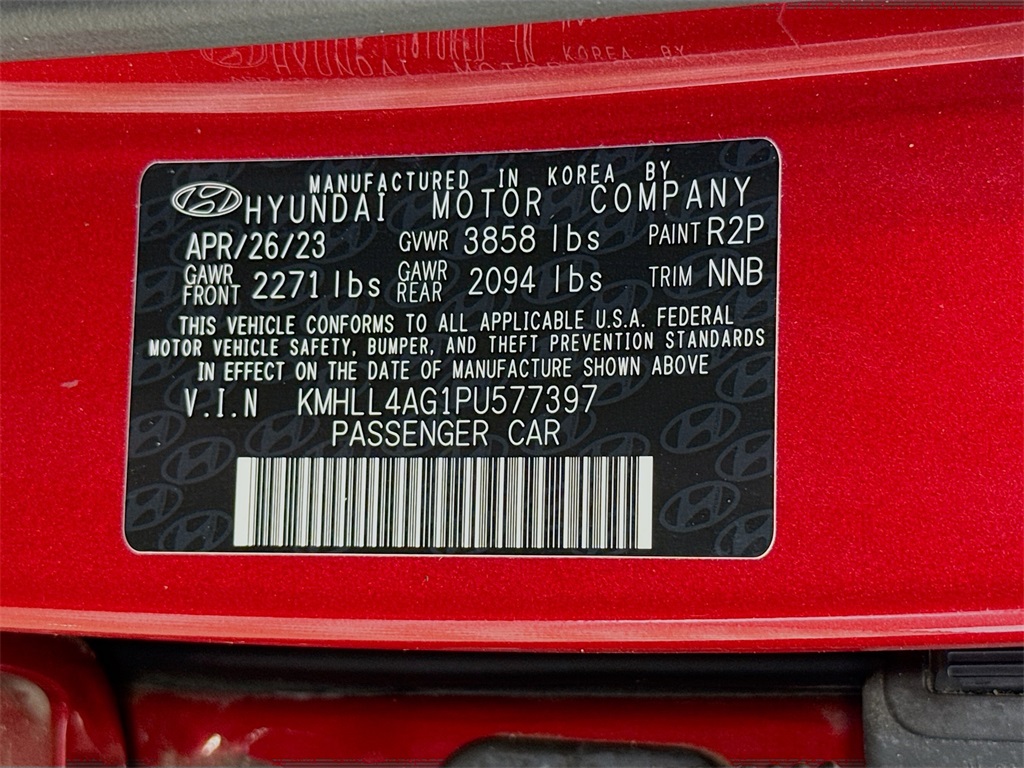 MANUFACTURED IN KOREA BY
HYUNDAI MOTOR COMPANY
APR/26/23 GVWR 3858 lbs PAINT R2P
GAWR FRONT 2271 lbs GAWR REAR 2094 lbs TRIM NNB
THIS VEHICLE CONFORMS TO ALL APPLICABLE U.S.A. FEDERAL
MOTOR VEHICLE SAFETY, BUMPER, AND THEFT PREVENTION STANDARDS
IN EFFECT ON THE DATE OF MANUFACTURE SHOWN ABOVE
V.I.N KMHLL4AG1PU577397
PASSENGER CAR